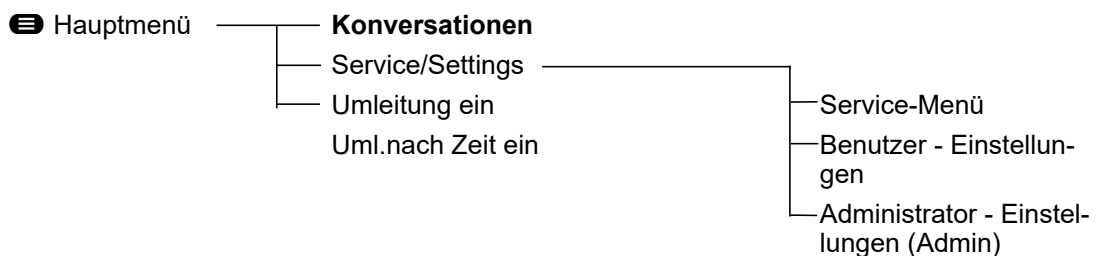 Hauptmenü
Konversationen
Service/Settings
Umleitung ein
Uml.nach Zeit ein
Service-Menü
Benutzer - Einstellun-
gen
Administrator - Einstel-
lungen (Admin)